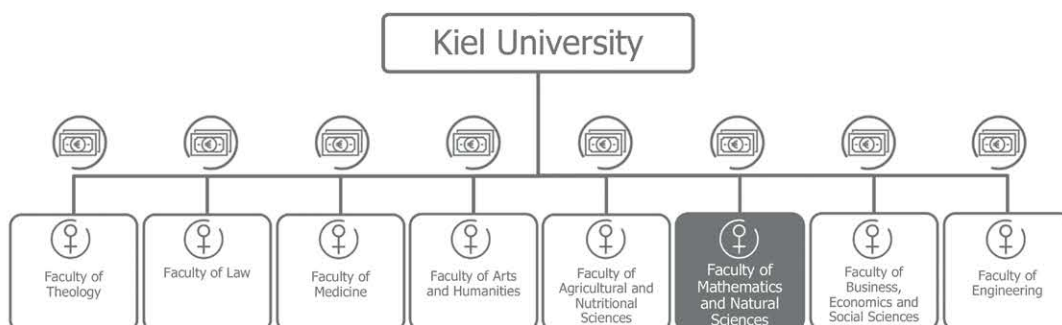 Kiel University
Faculty of
Theology
Faculty of Law
Faculty of
Medicine
Faculty of Arts
and Humanities
Faculty of
Agricultural and
Nutritional
Sciences
Faculty of
Mathematics
and Natural
Sciences
Faculty of
Business,
Economics and
Social Sciences
Faculty of
Engineering